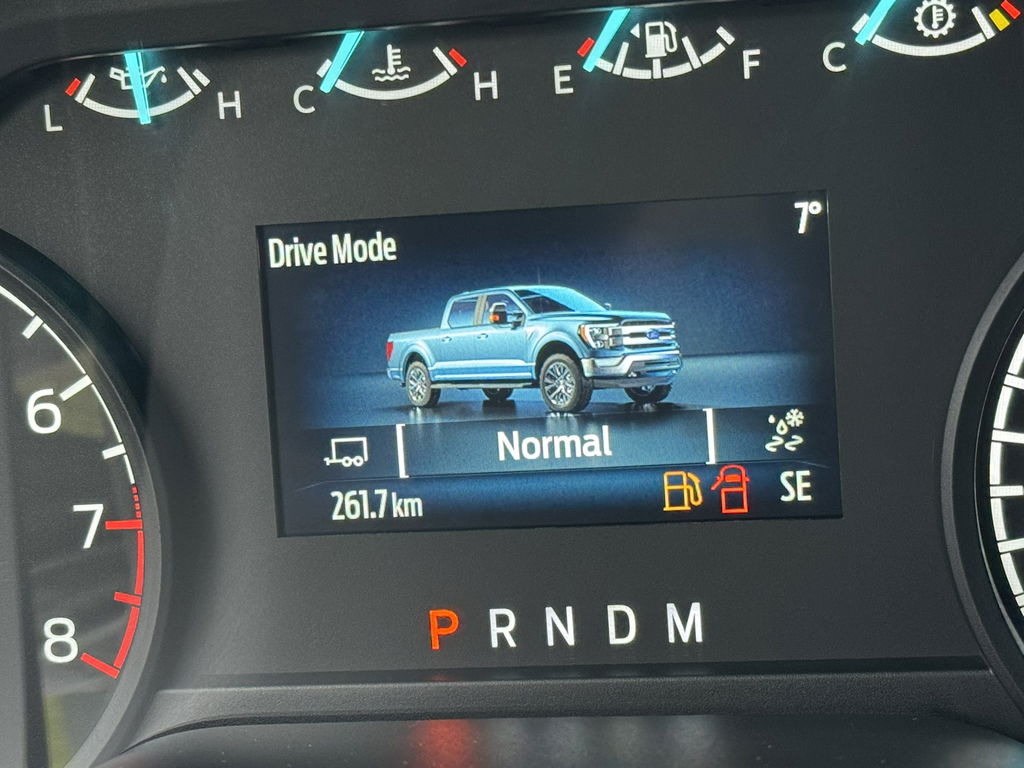 L H C H E F C
7°
Drive Mode
Normal
261.7 km SE
6
7
8
P R N D M